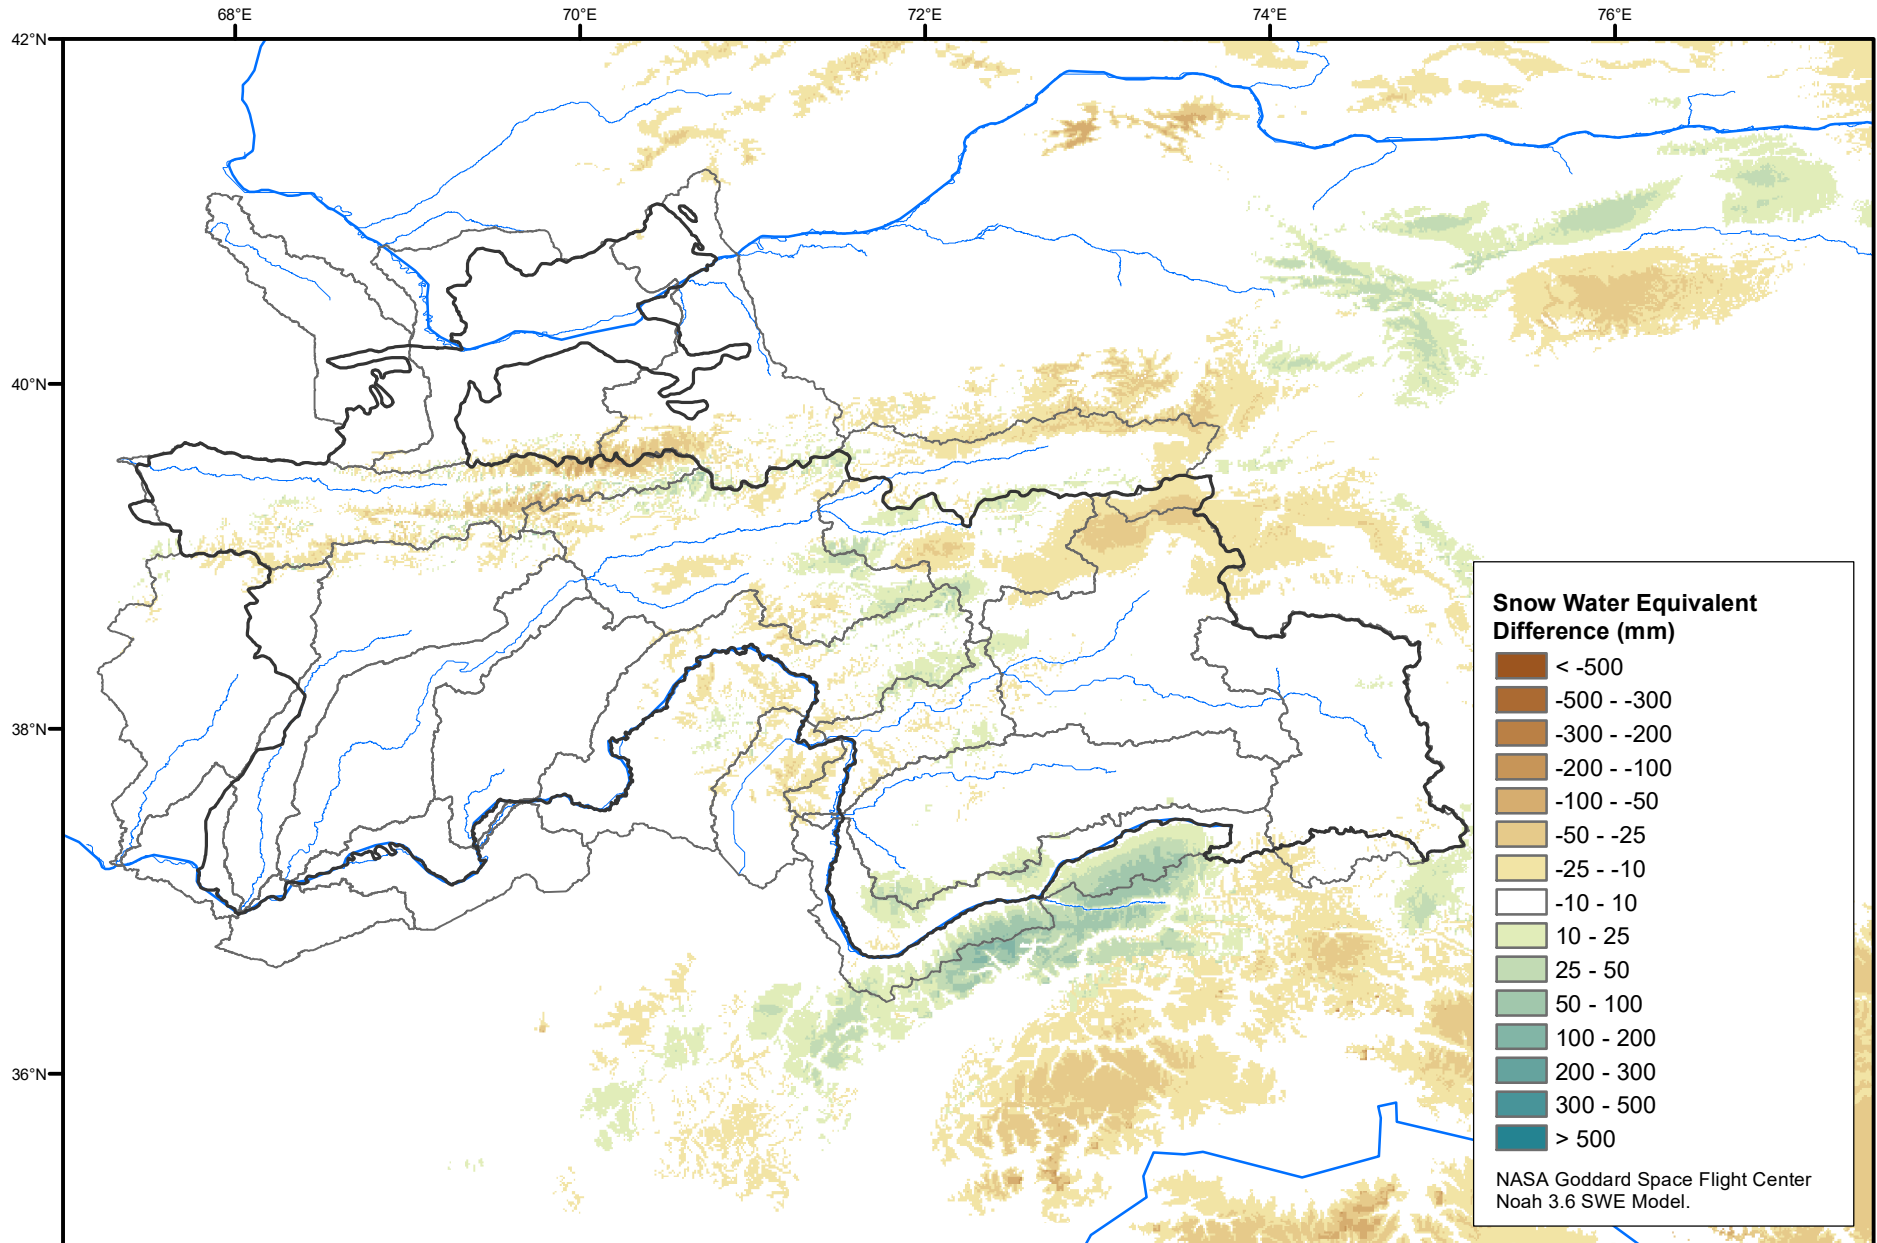 68°E
70°E
72°E
74°E
76°E
42°N
40°N
38°N
36°N
Snow Water Equivalent
Difference (mm)
< -500
-500 - -300
-300 - -200
-200 - -100
-100 - -50
-50 - -25
-25 - -10
-10 - 10
10 - 25
25 - 50
50 - 100
100 - 200
200 - 300
300 - 500
> 500
NASA Goddard Space Flight Center
Noah 3.6 SWE Model.